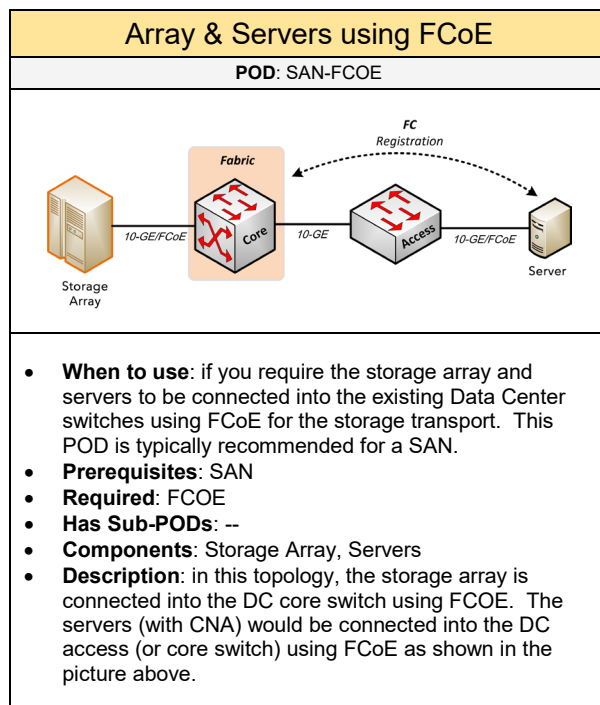 Array & Servers using FCoE
POD: SAN-FCOE
FC
Registration
Fabric
Core
Access
10-GE/FCoE
10-GE
10-GE/FCoE
Storage
Array
Server
• When to use: if you require the storage array and
servers to be connected into the existing Data Center
switches using FCoE for the storage transport. This
POD is typically recommended for a SAN.
• Prerequisites: SAN
• Required: FCOE
• Has Sub-PODs: --
• Components: Storage Array, Servers
• Description: in this topology, the storage array is
connected into the DC core switch using FCOE. The
servers (with CNA) would be connected into the DC
access (or core switch) using FCoE as shown in the
picture above.